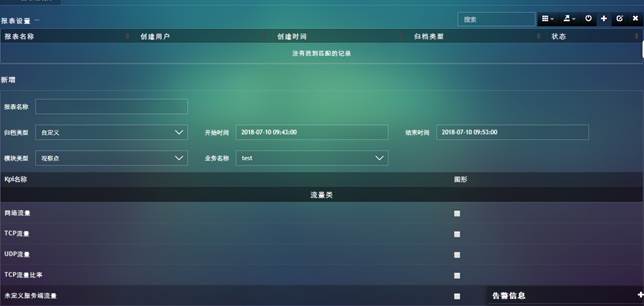 报表设置
搜索
报表名称 创建用户 创建时间 归档类型 状态
没有找到匹配的记录
新增
报表名称
归档类型 自定义 开始时间 2018-07-10 09:43:00 结束时间 2018-07-10 09:53:00
模块类型 观察点 业务名称 test
Kpi名称 图形
流量类
网络流量
TCP流量
UDP流量
TCP流量比率
未定义服务端流量
告警信息